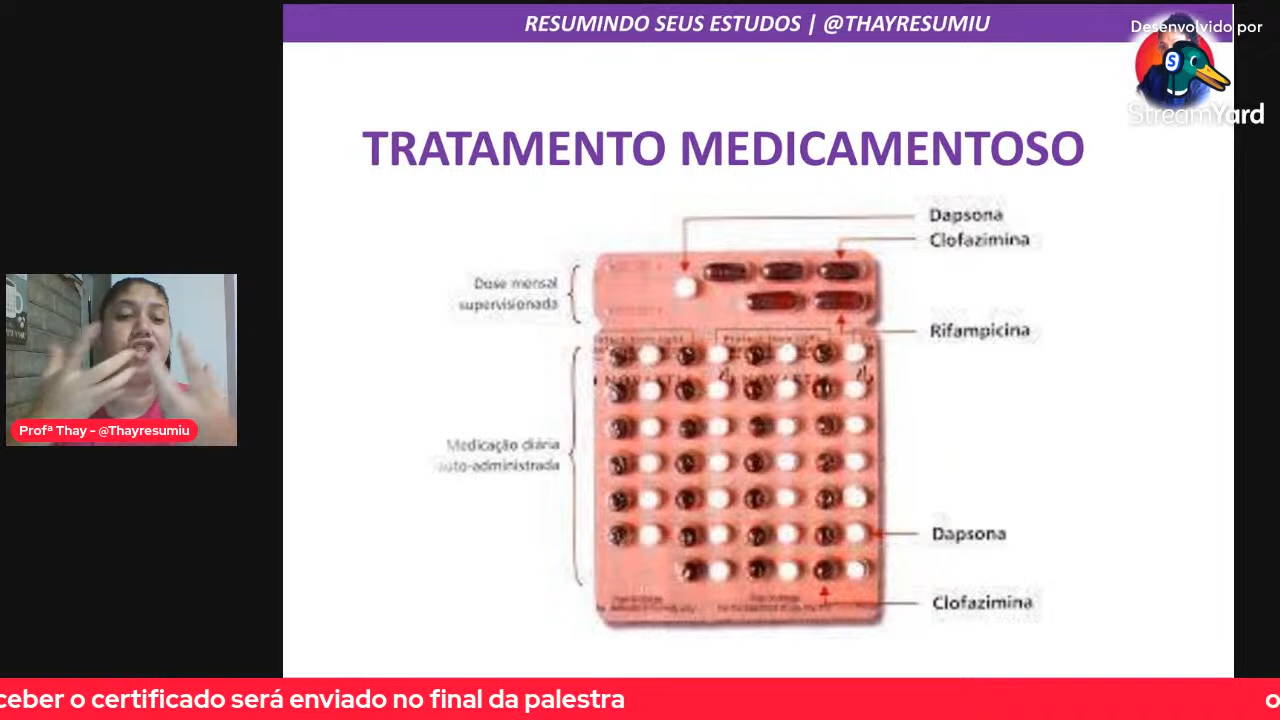 RESUMINDO SEUS ESTUDOS | @THAYRESUMIU
Desenvolvido por
StreamYard
TRATAMENTO MEDICAMENTOSO
Dapsona
Clofazimina
Dose mensal
supervisionada
Rifampicina
Medicação diária
auto-administrada
Dapsona
Clofazimina
Profª Thay - @Thayresumiu
ceber o certificado será enviado no final da palestra
o